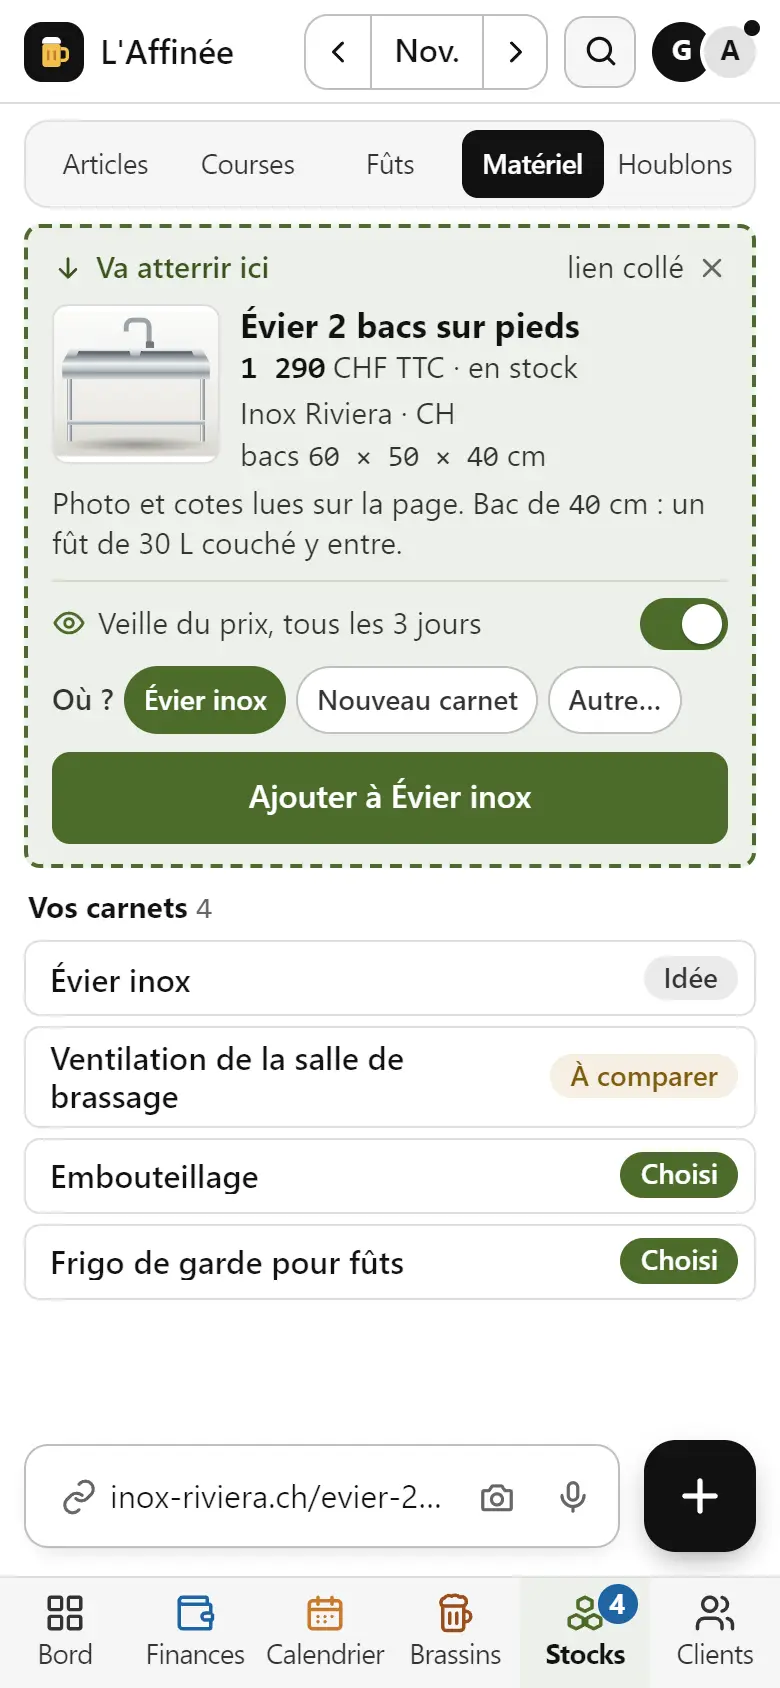 L'Affinée
Nov.
G
A
Articles
Courses
Fûts
Matériel
Houblons
Va atterrir ici
lien collé
Évier 2 bacs sur pieds
1 290 CHF TTC · en stock
Inox Riviera · CH
bacs 60 × 50 × 40 cm
Photo et cotes lues sur la page. Bac de 40 cm : un
fût de 30 L couché y entre.
Veille du prix, tous les 3 jours
Où ?
Évier inox
Nouveau carnet
Autre…
Ajouter à Évier inox
Vos carnets 4
Évier inox
Idée
Ventilation de la salle de
brassage
À comparer
Embouteillage
Choisi
Frigo de garde pour fûts
Choisi
inox-riviera.ch/evier-2…
4
Bord
Finances
Calendrier
Brassins
Stocks
Clients